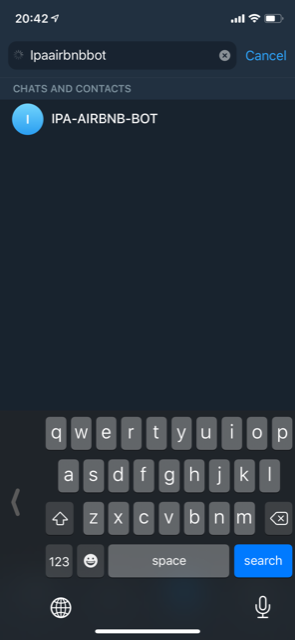 20:42
Ipaairbnbbot
Cancel
CHATS AND CONTACTS
I
IPA-AIRBNB-BOT
q w e r t y u i o p
a s d f g h j k l
z x c v b n m
123 space search